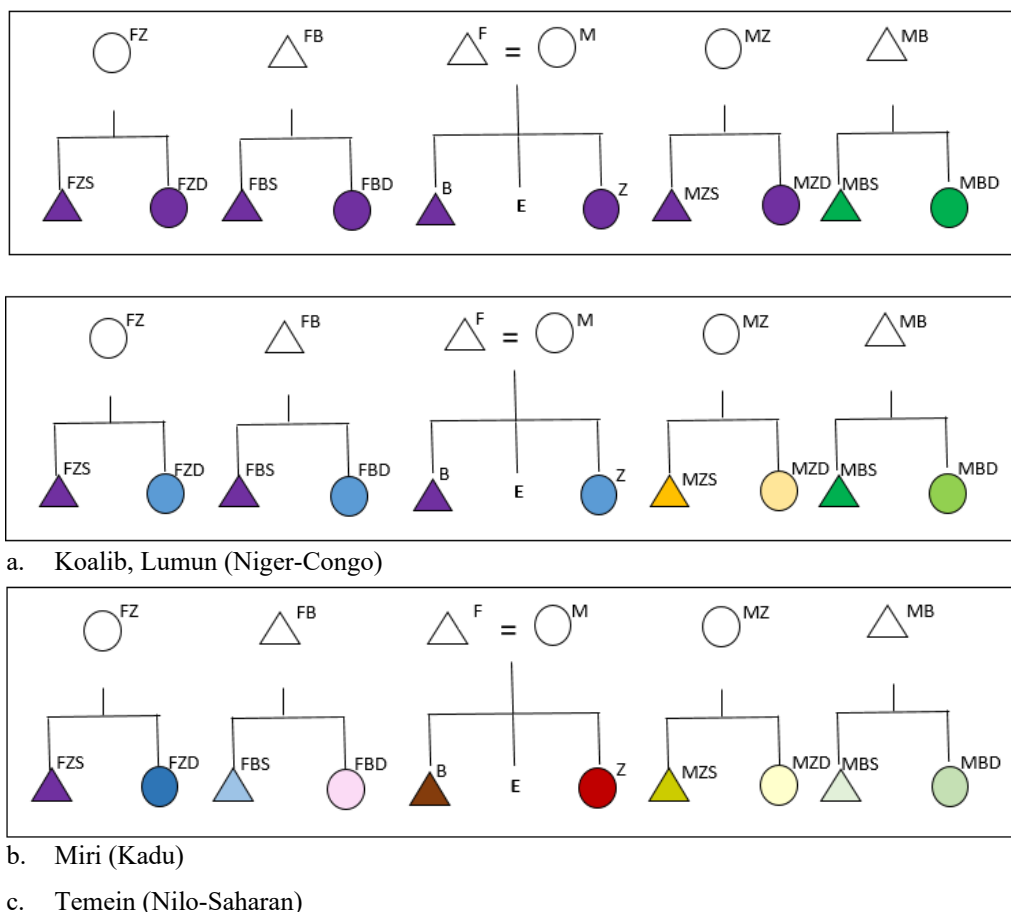 FZ FB F = M MZ MB
FZS FZD FBS FBD B E Z MZS MZD MBS MBD
FZ FB F = M MZ MB
FZS FZD FBS FBD B E Z MZS MZD MBS MBD
a. Koalib, Lumun (Niger-Congo)
FZ FB F = M MZ MB
FZS FZD FBS FBD B E Z MZS MZD MBS MBD
b. Miri (Kadu)
c. Temein (Nilo-Saharan)